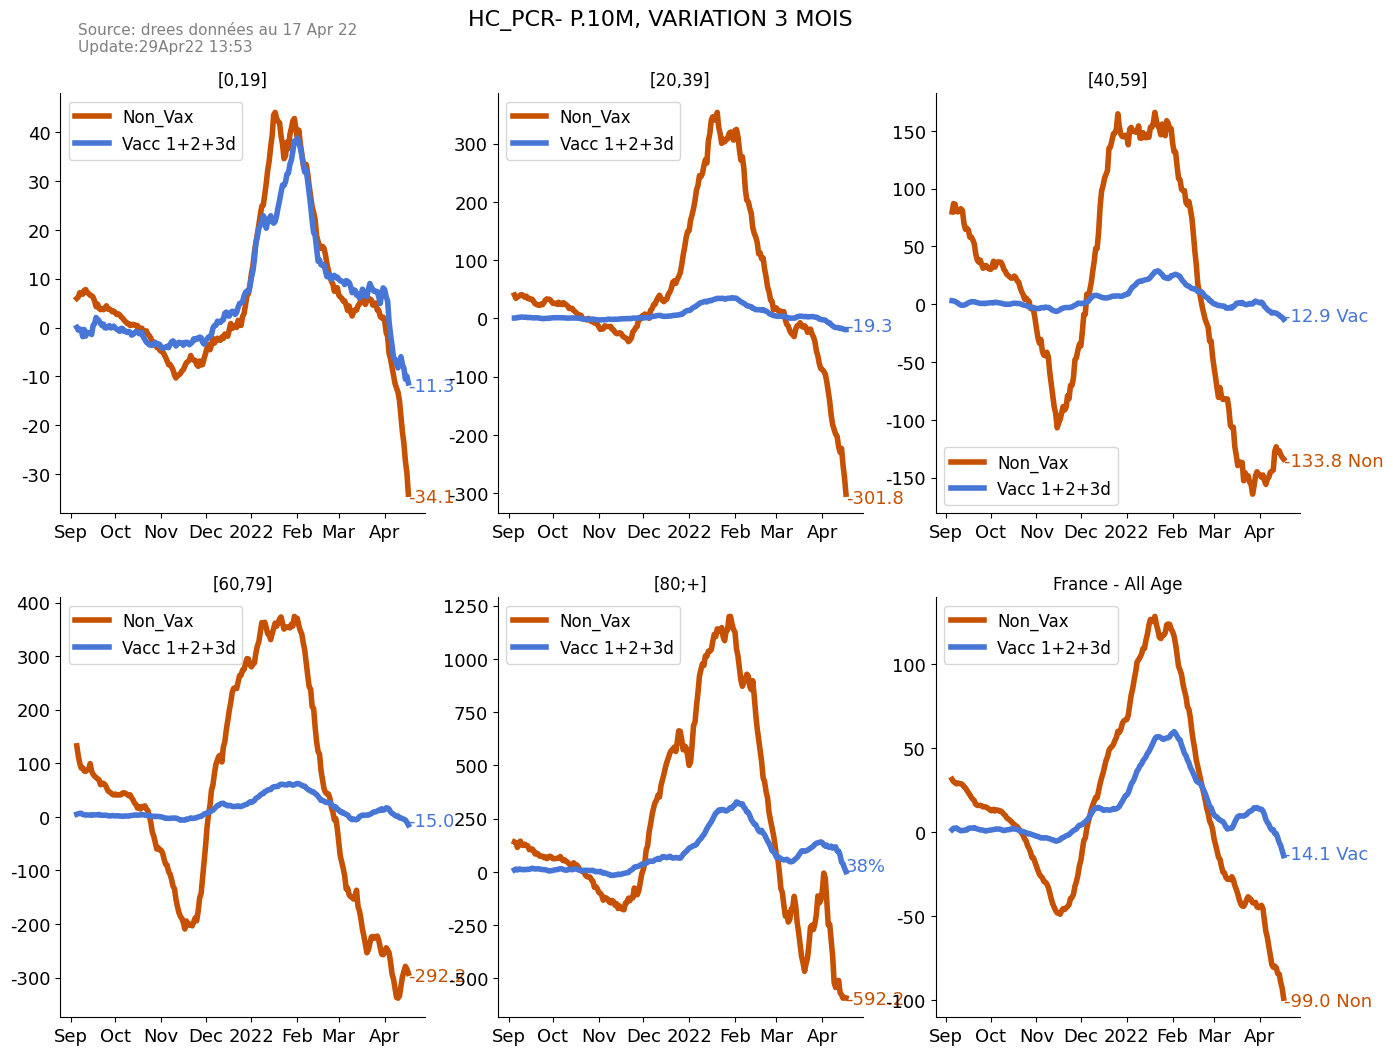 HC_PCR- P.10M, VARIATION 3 MOIS
Source: drees données au 17 Apr 22
Update:29Apr22 13:53
[0,19]
Non_Vax
Vacc 1+2+3d
40
30
20
10
0
-10
-20
-30
-11.3
-34.1
Sep Oct Nov Dec 2022 Feb Mar Apr
[20,39]
Non_Vax
Vacc 1+2+3d
300
200
100
0
-100
-200
-300
-19.3
-301.8
Sep Oct Nov Dec 2022 Feb Mar Apr
[40,59]
150
100
50
0
-50
-100
-150
-12.9 Vac
-133.8 Non
Non_Vax
Vacc 1+2+3d
Sep Oct Nov Dec 2022 Feb Mar Apr
[60,79]
Non_Vax
Vacc 1+2+3d
400
300
200
100
0
-100
-200
-300
-15.0
-292.2
Sep Oct Nov Dec 2022 Feb Mar Apr
[80;+]
Non_Vax
Vacc 1+2+3d
1250
1000
750
500
250
0
-250
-500
38%
-592.2
Sep Oct Nov Dec 2022 Feb Mar Apr
France - All Age
Non_Vax
Vacc 1+2+3d
100
50
0
-50
-100
-14.1 Vac
-99.0 Non
Sep Oct Nov Dec 2022 Feb Mar Apr